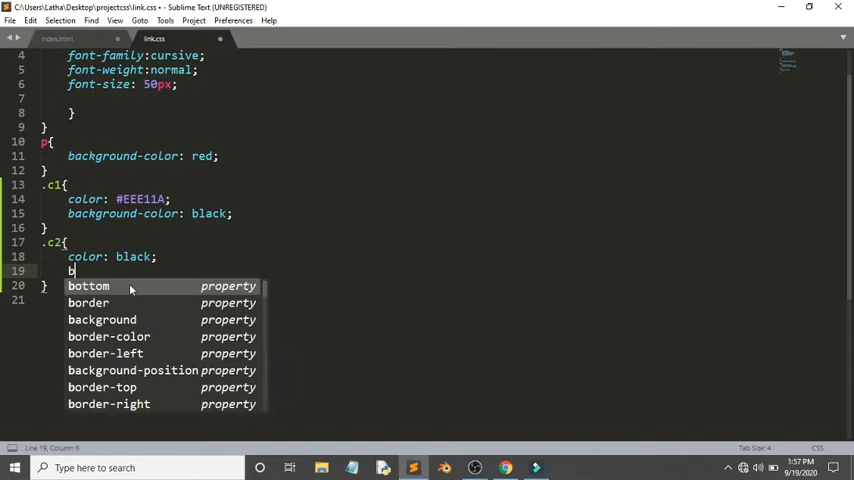 C:\Users\Latha\Desktop\projectcss\link.css • - Sublime Text (UNREGISTERED)
File Edit Selection Find View Goto Tools Project Preferences Help
index.html link.css
4 font-family:cursive;
5 font-weight:normal;
6 font-size: 50px;
7
8 }
9 }
10 p{
11 background-color: red;
12 }
13 .c1{
14 color: #EEE11A;
15 background-color: black;
16 }
17 .c2{
18 color: black;
19 b
20 }
21
bottom property
border property
background property
border-color property
border-left property
background-position property
border-top property
border-right property
Line 19, Column 6 Tab Size: 4 CSS
Type here to search
1:57 PM
9/19/2020